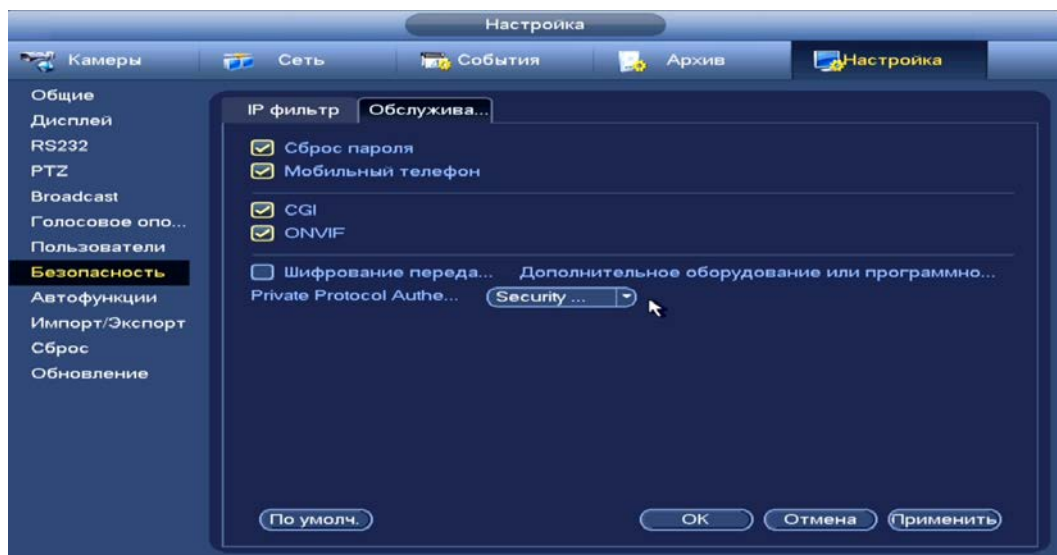 Настройка
Камеры Сеть События Архив Настройка
Общие
Дисплей
RS232
PTZ
Broadcast
Голосовое опо...
Пользователи
Безопасность
Автофункции
Импорт/Экспорт
Сброс
Обновление
IP фильтр Обслужива...
Сброс пароля
Мобильный телефон
CGI
ONVIF
Шифрование переда... Дополнительное оборудование или программно...
Private Protocol Authe... Security ...
По умолч. OK Отмена Применить